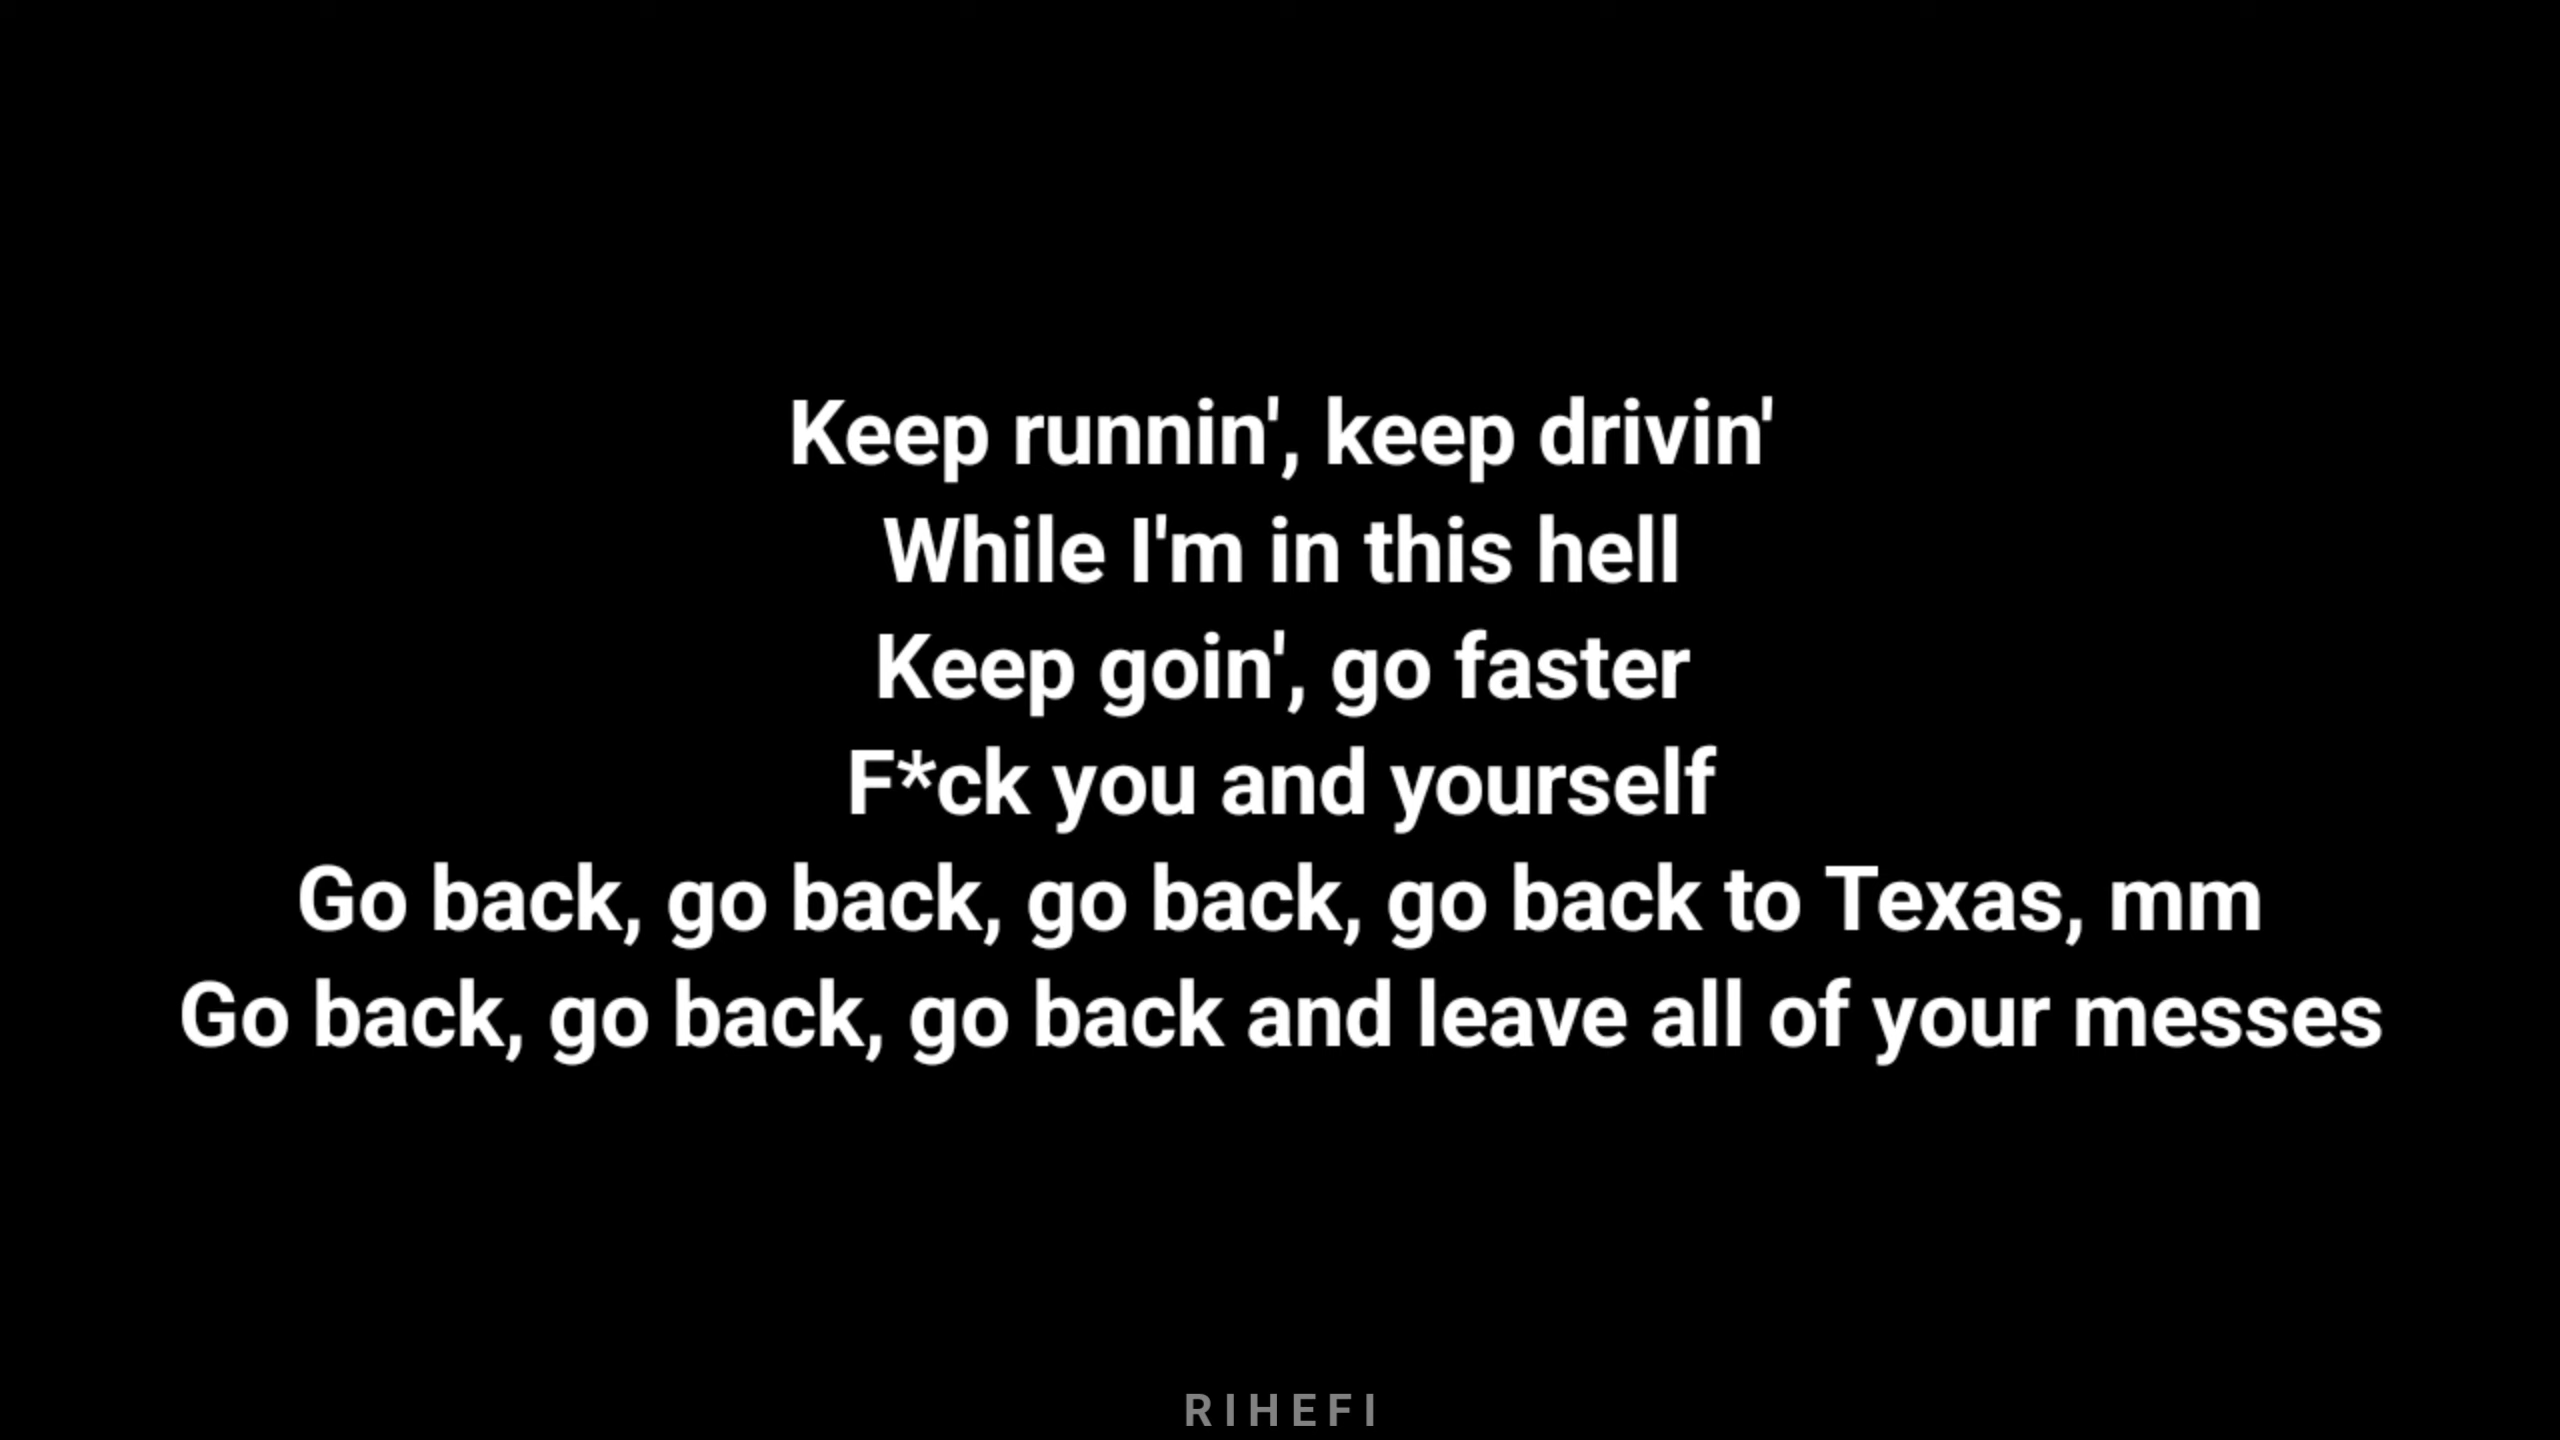 Keep runnin', keep drivin'
While I'm in this hell
Keep goin', go faster
F*ck you and yourself
Go back, go back, go back, go back to Texas, mm
Go back, go back, go back and leave all of your messes
RIHEFI